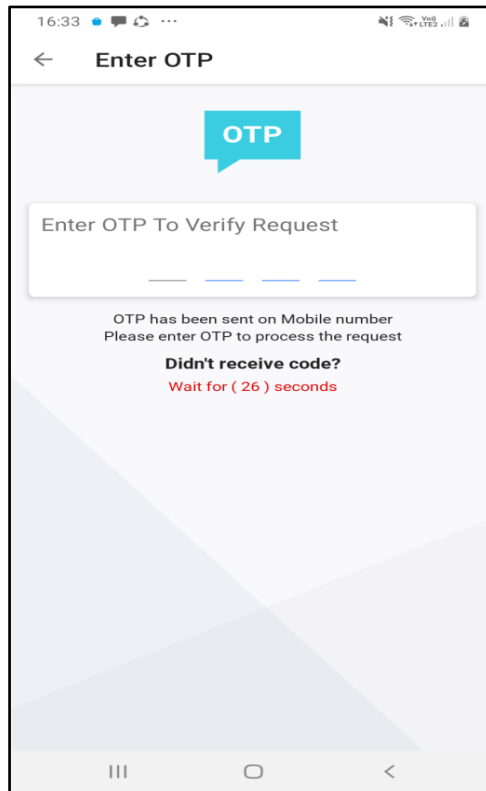 16:33
Enter OTP
OTP
Enter OTP To Verify Request
OTP has been sent on Mobile number
Please enter OTP to process the request
Didn't receive code?
Wait for ( 26 ) seconds